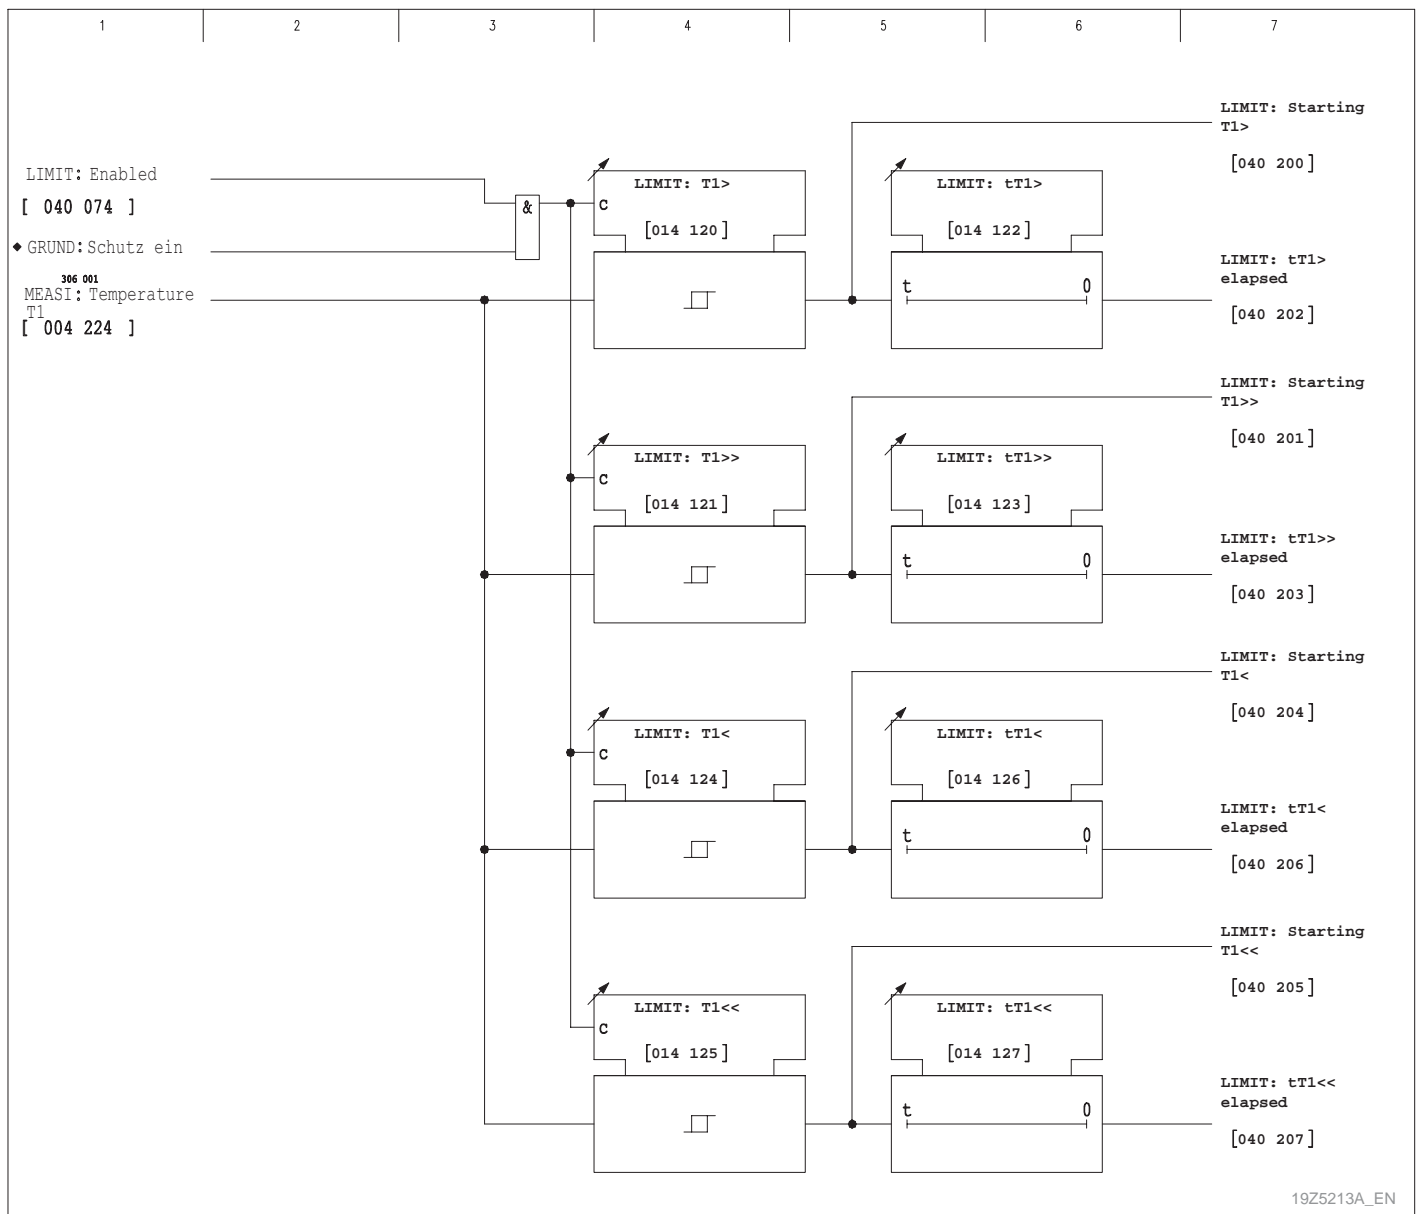 1 2 3 4 5 6 7
LIMIT: Enabled
[ 040 074 ]
◆ GRUND: Schutz ein
306 001
MEASI: Temperature
T1
[ 004 224 ]
&
C
LIMIT: T1>
[014 120]
LIMIT: tT1>
[014 122]
t 0
LIMIT: Starting
T1>
[040 200]
LIMIT: tT1>
elapsed
[040 202]
C
LIMIT: T1>>
[014 121]
LIMIT: tT1>>
[014 123]
t 0
LIMIT: Starting
T1>>
[040 201]
LIMIT: tT1>>
elapsed
[040 203]
C
LIMIT: T1<
[014 124]
LIMIT: tT1<
[014 126]
t 0
LIMIT: Starting
T1<
[040 204]
LIMIT: tT1<
elapsed
[040 206]
C
LIMIT: T1<<
[014 125]
LIMIT: tT1<<
[014 127]
t 0
LIMIT: Starting
T1<<
[040 205]
LIMIT: tT1<<
elapsed
[040 207]
19Z5213A_EN